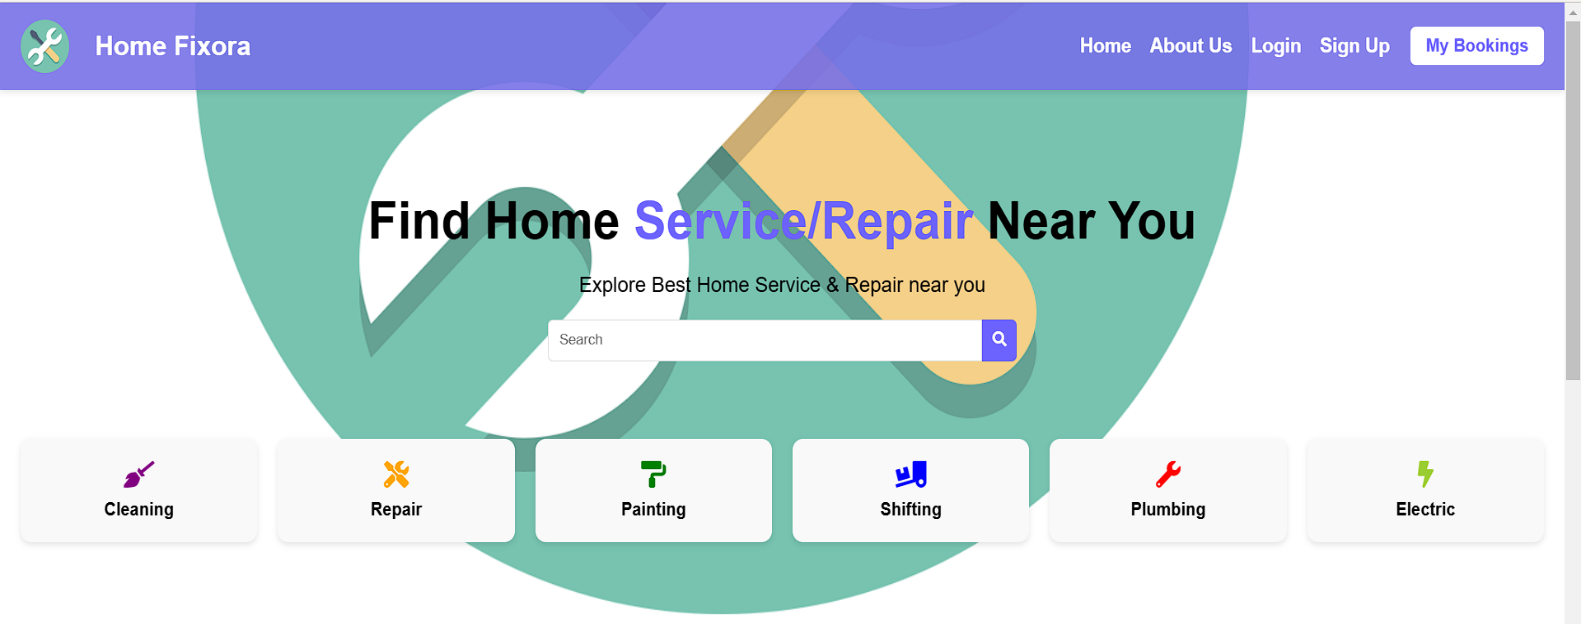 Home Fixora
Home About Us Login Sign Up My Bookings
Find Home Service/Repair Near You
Explore Best Home Service & Repair near you
Search
Cleaning
Repair
Painting
Shifting
Plumbing
Electric